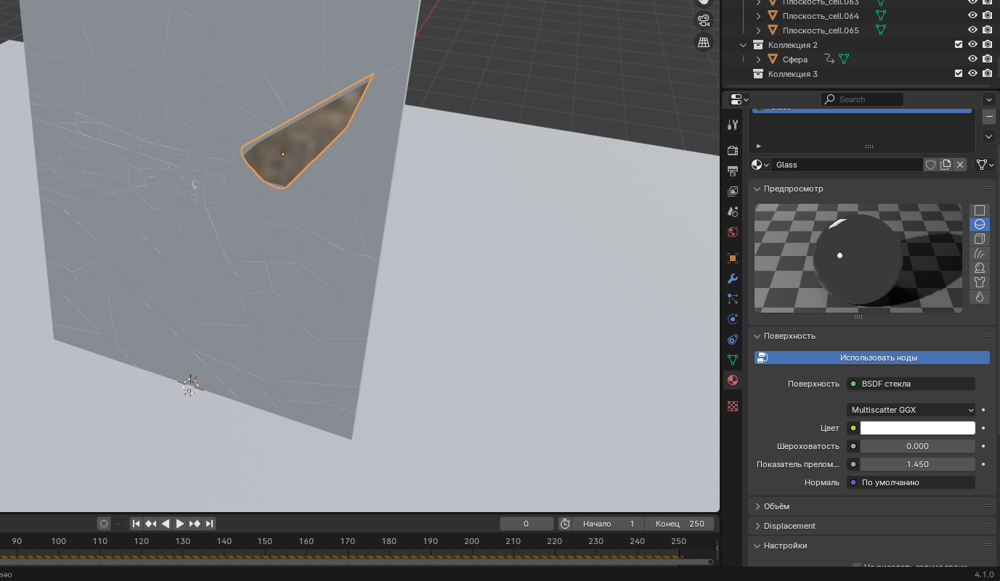 Плоскость_cell.063
Плоскость_cell.064
Плоскость_cell.065
Коллекция 2
Сфера
Коллекция 3
Search
Glass
Предпросмотр
Поверхность
Использовать ноды
Поверхность BSDF стекла
Multiscatter GGX
Цвет
Шероховатость 0.000
Показатель прелом... 1.450
Нормаль По умолчанию
Объём
Displacement
Настройки
0 Начало 1 Конец 250
90 100 110 120 130 140 150 160 170 180 190 200 210 220 230 240 250
4.1.0